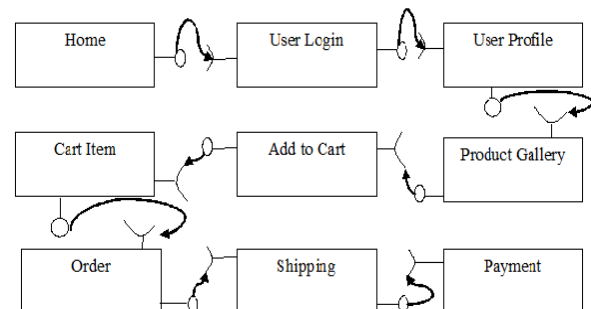 Home
User Login
User Profile
Cart Item
Add to Cart
Product Gallery
Order
Shipping
Payment